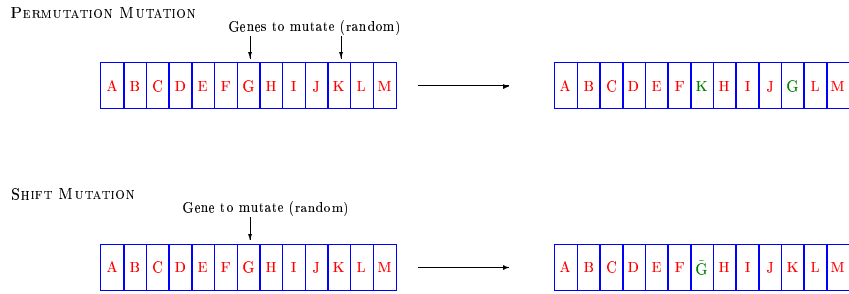 PERMUTATION MUTATION
Genes to mutate (random)
A B C D E F G H I J K L M
A B C D E F K H I J G L M
SHIFT MUTATION
Gene to mutate (random)
A B C D E F G H I J K L M
A B C D E F G̃ H I J K L M